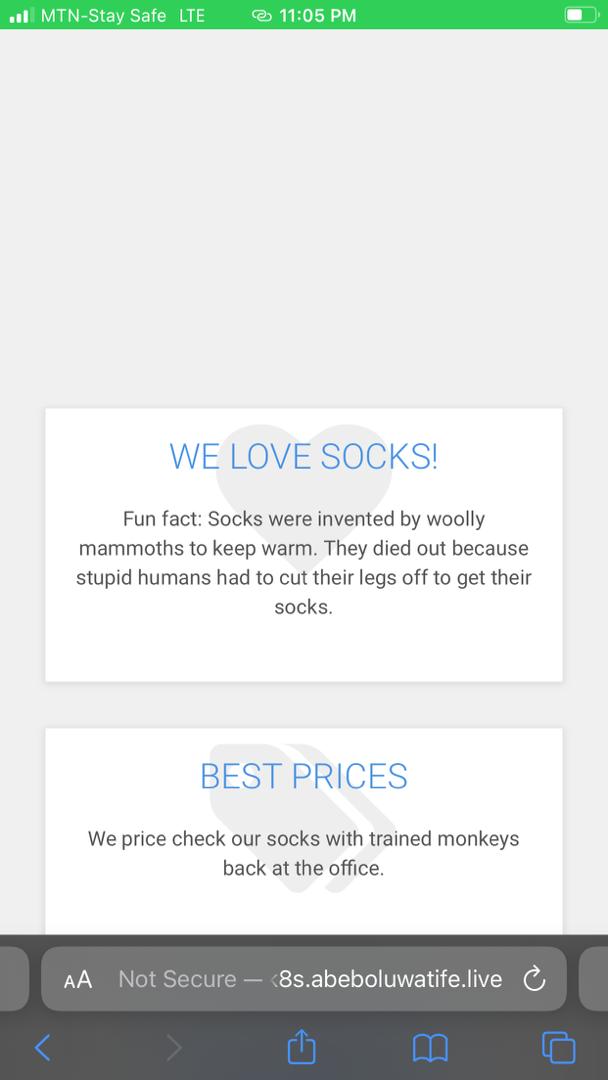 MTN-Stay Safe LTE 11:05 PM
WE LOVE SOCKS!
Fun fact: Socks were invented by woolly
mammoths to keep warm. They died out because
stupid humans had to cut their legs off to get their
socks.
BEST PRICES
We price check our socks with trained monkeys
back at the office.
AA Not Secure — 8s.abeboluwatife.live